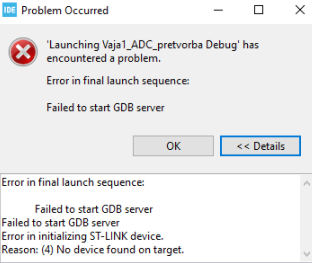 IDE Problem Occurred
'Launching Vaja1_ADC_pretvorba Debug' has
encountered a problem.
Error in final launch sequence:
Failed to start GDB server
OK
<< Details
Error in final launch sequence:
Failed to start GDB server
Failed to start GDB server
Error in initializing ST-LINK device.
Reason: (4) No device found on target.